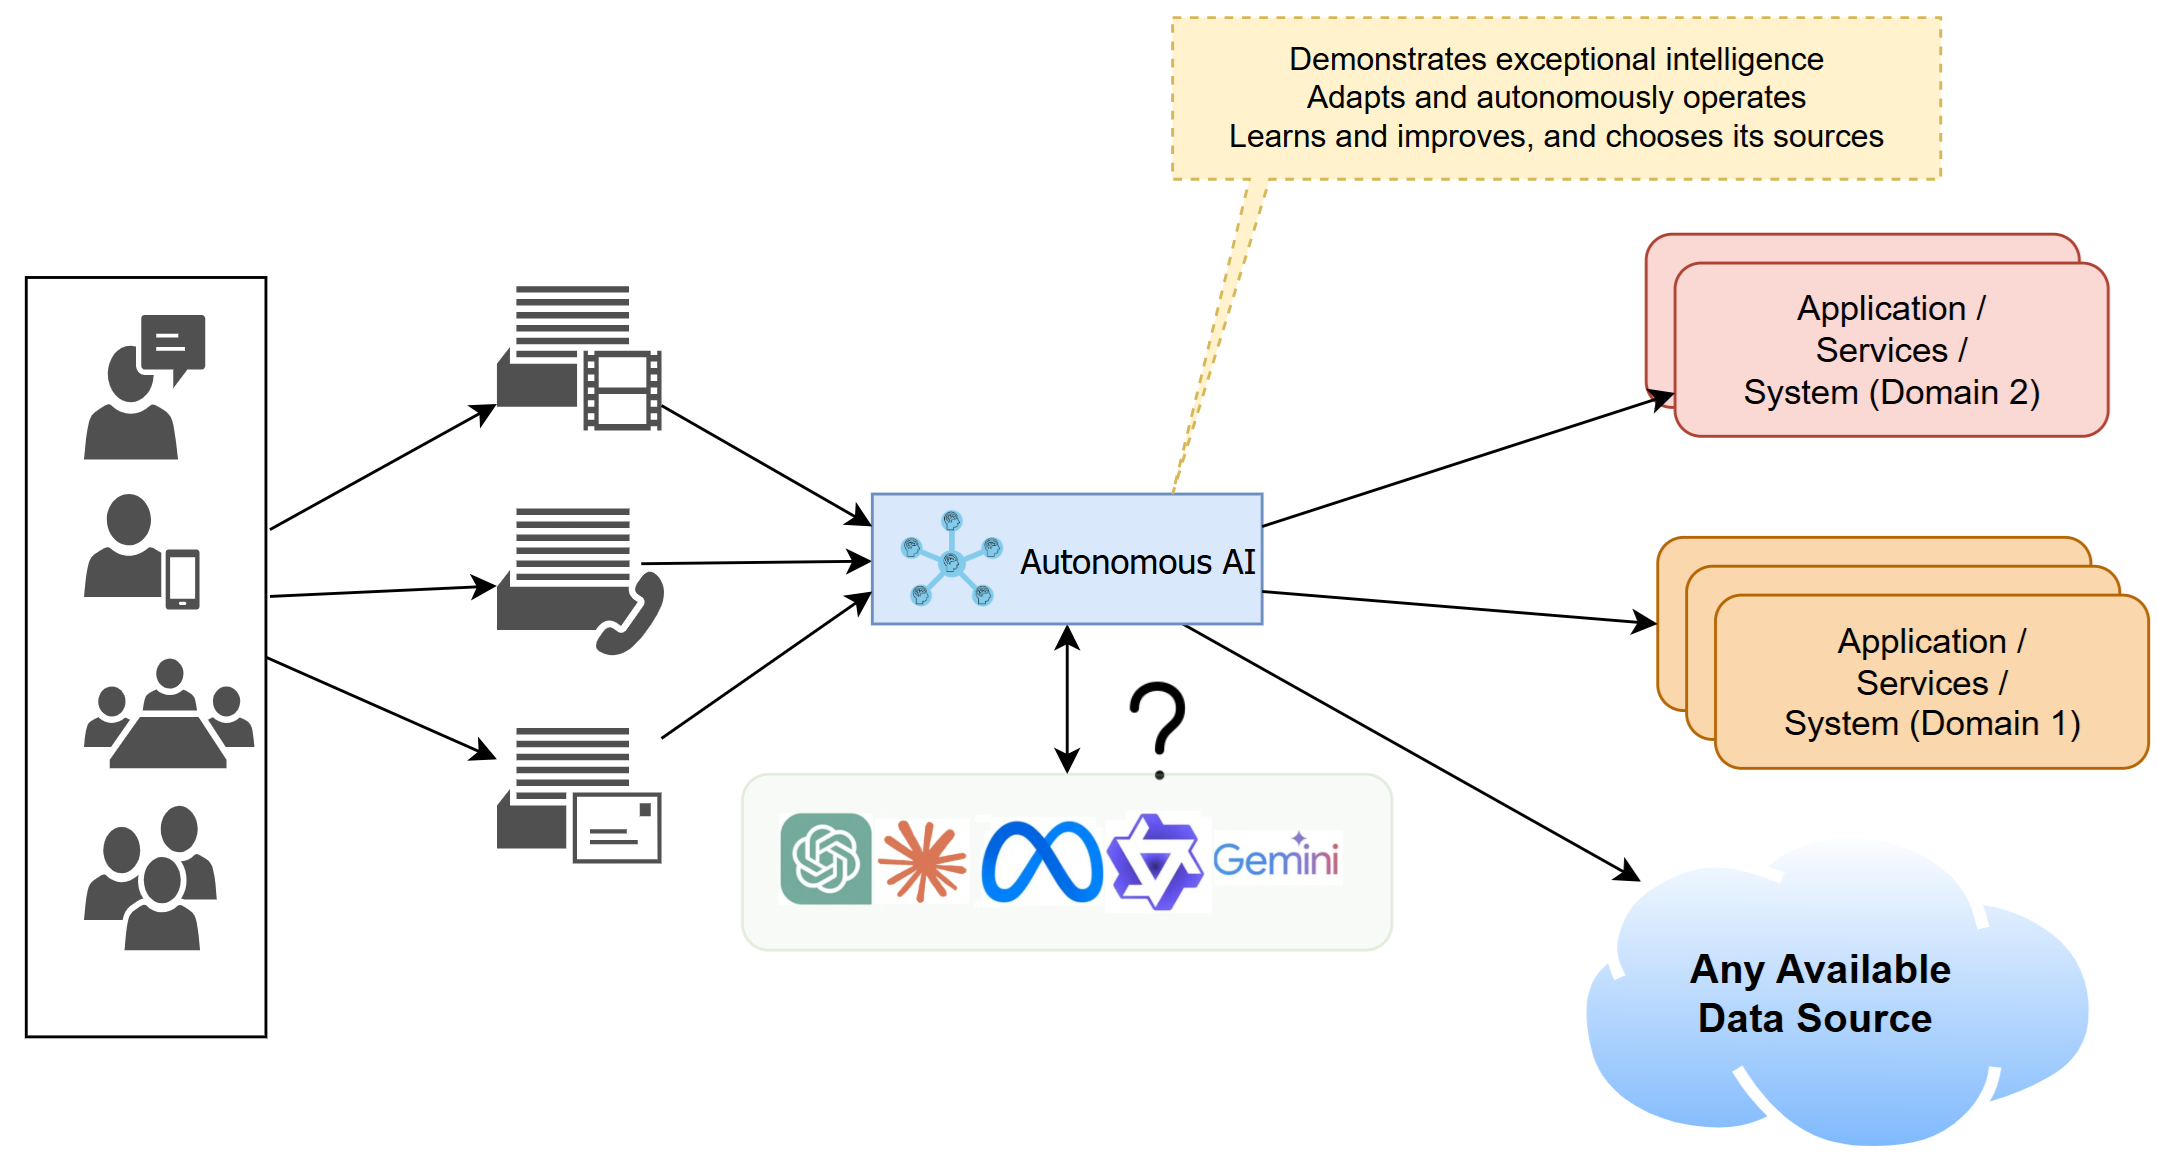 Demonstrates exceptional intelligence
Adapts and autonomously operates
Learns and improves, and chooses its sources
Application /
Services /
System (Domain 2)
Autonomous AI
Application /
Services /
System (Domain 1)
?
Gemini
Any Available
Data Source